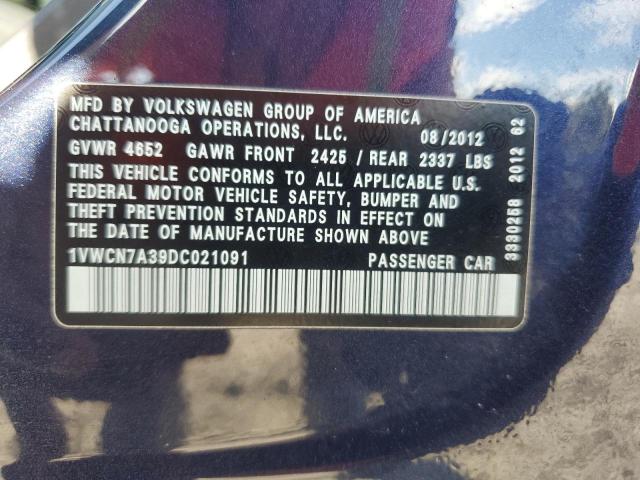 MFD BY VOLKSWAGEN GROUP OF AMERICA
CHATTANOOGA OPERATIONS, LLC. 08/2012
GVWR 4652 GAWR FRONT 2425 / REAR 2337 LBS
THIS VEHICLE CONFORMS TO ALL APPLICABLE U.S.
FEDERAL MOTOR VEHICLE SAFETY, BUMPER AND
THEFT PREVENTION STANDARDS IN EFFECT ON
THE DATE OF MANUFACTURE SHOWN ABOVE
1VWCN7A39DC021091 PASSENGER CAR
3330258 2012 62